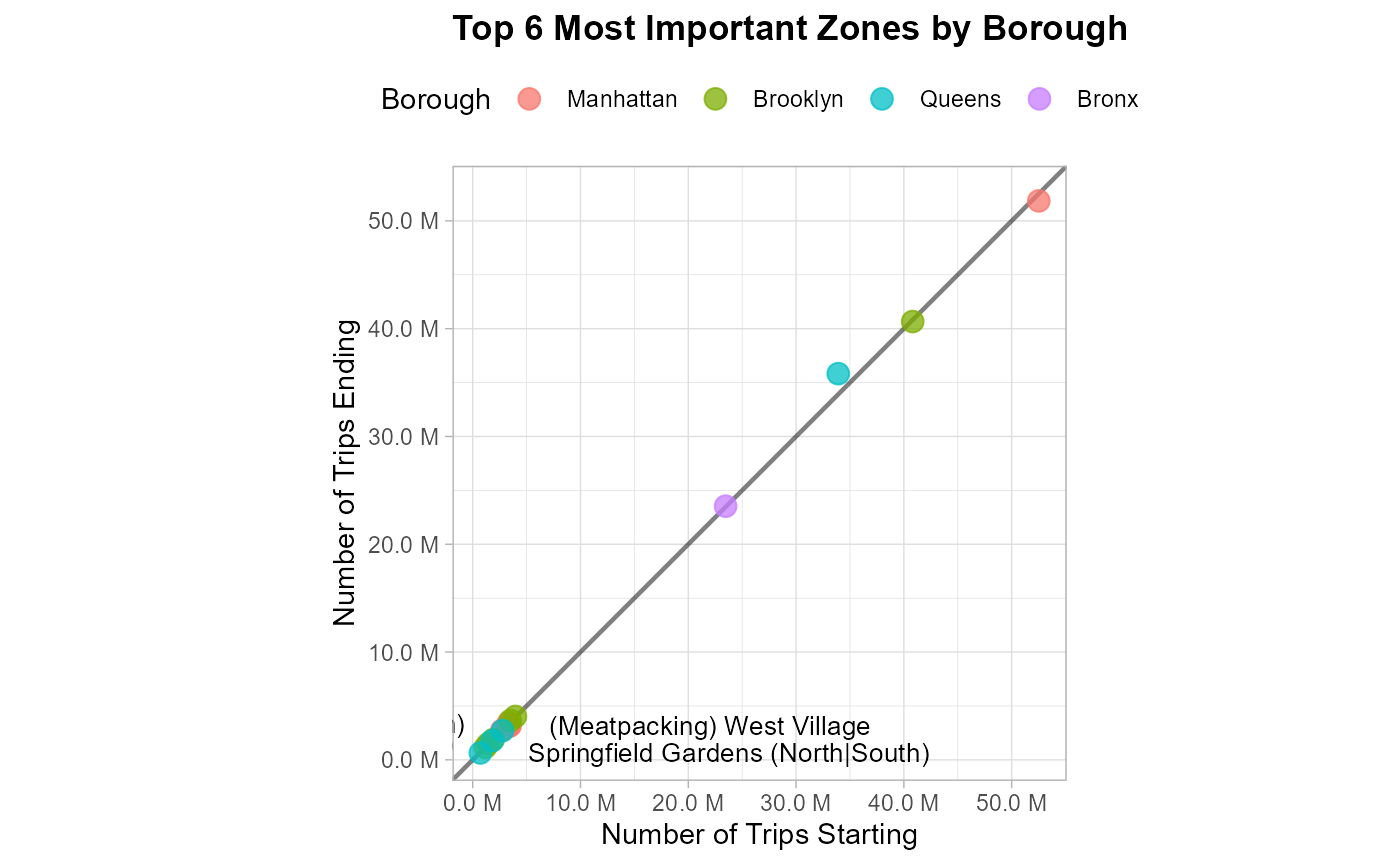 Top 6 Most Important Zones by Borough
Borough Manhattan Brooklyn Queens Bronx
Number of Trips Ending
50.0 M
40.0 M
30.0 M
20.0 M
10.0 M
0.0 M
(Meatpacking) West Village
Springfield Gardens (North|South)
0.0 M 10.0 M 20.0 M 30.0 M 40.0 M 50.0 M
Number of Trips Starting